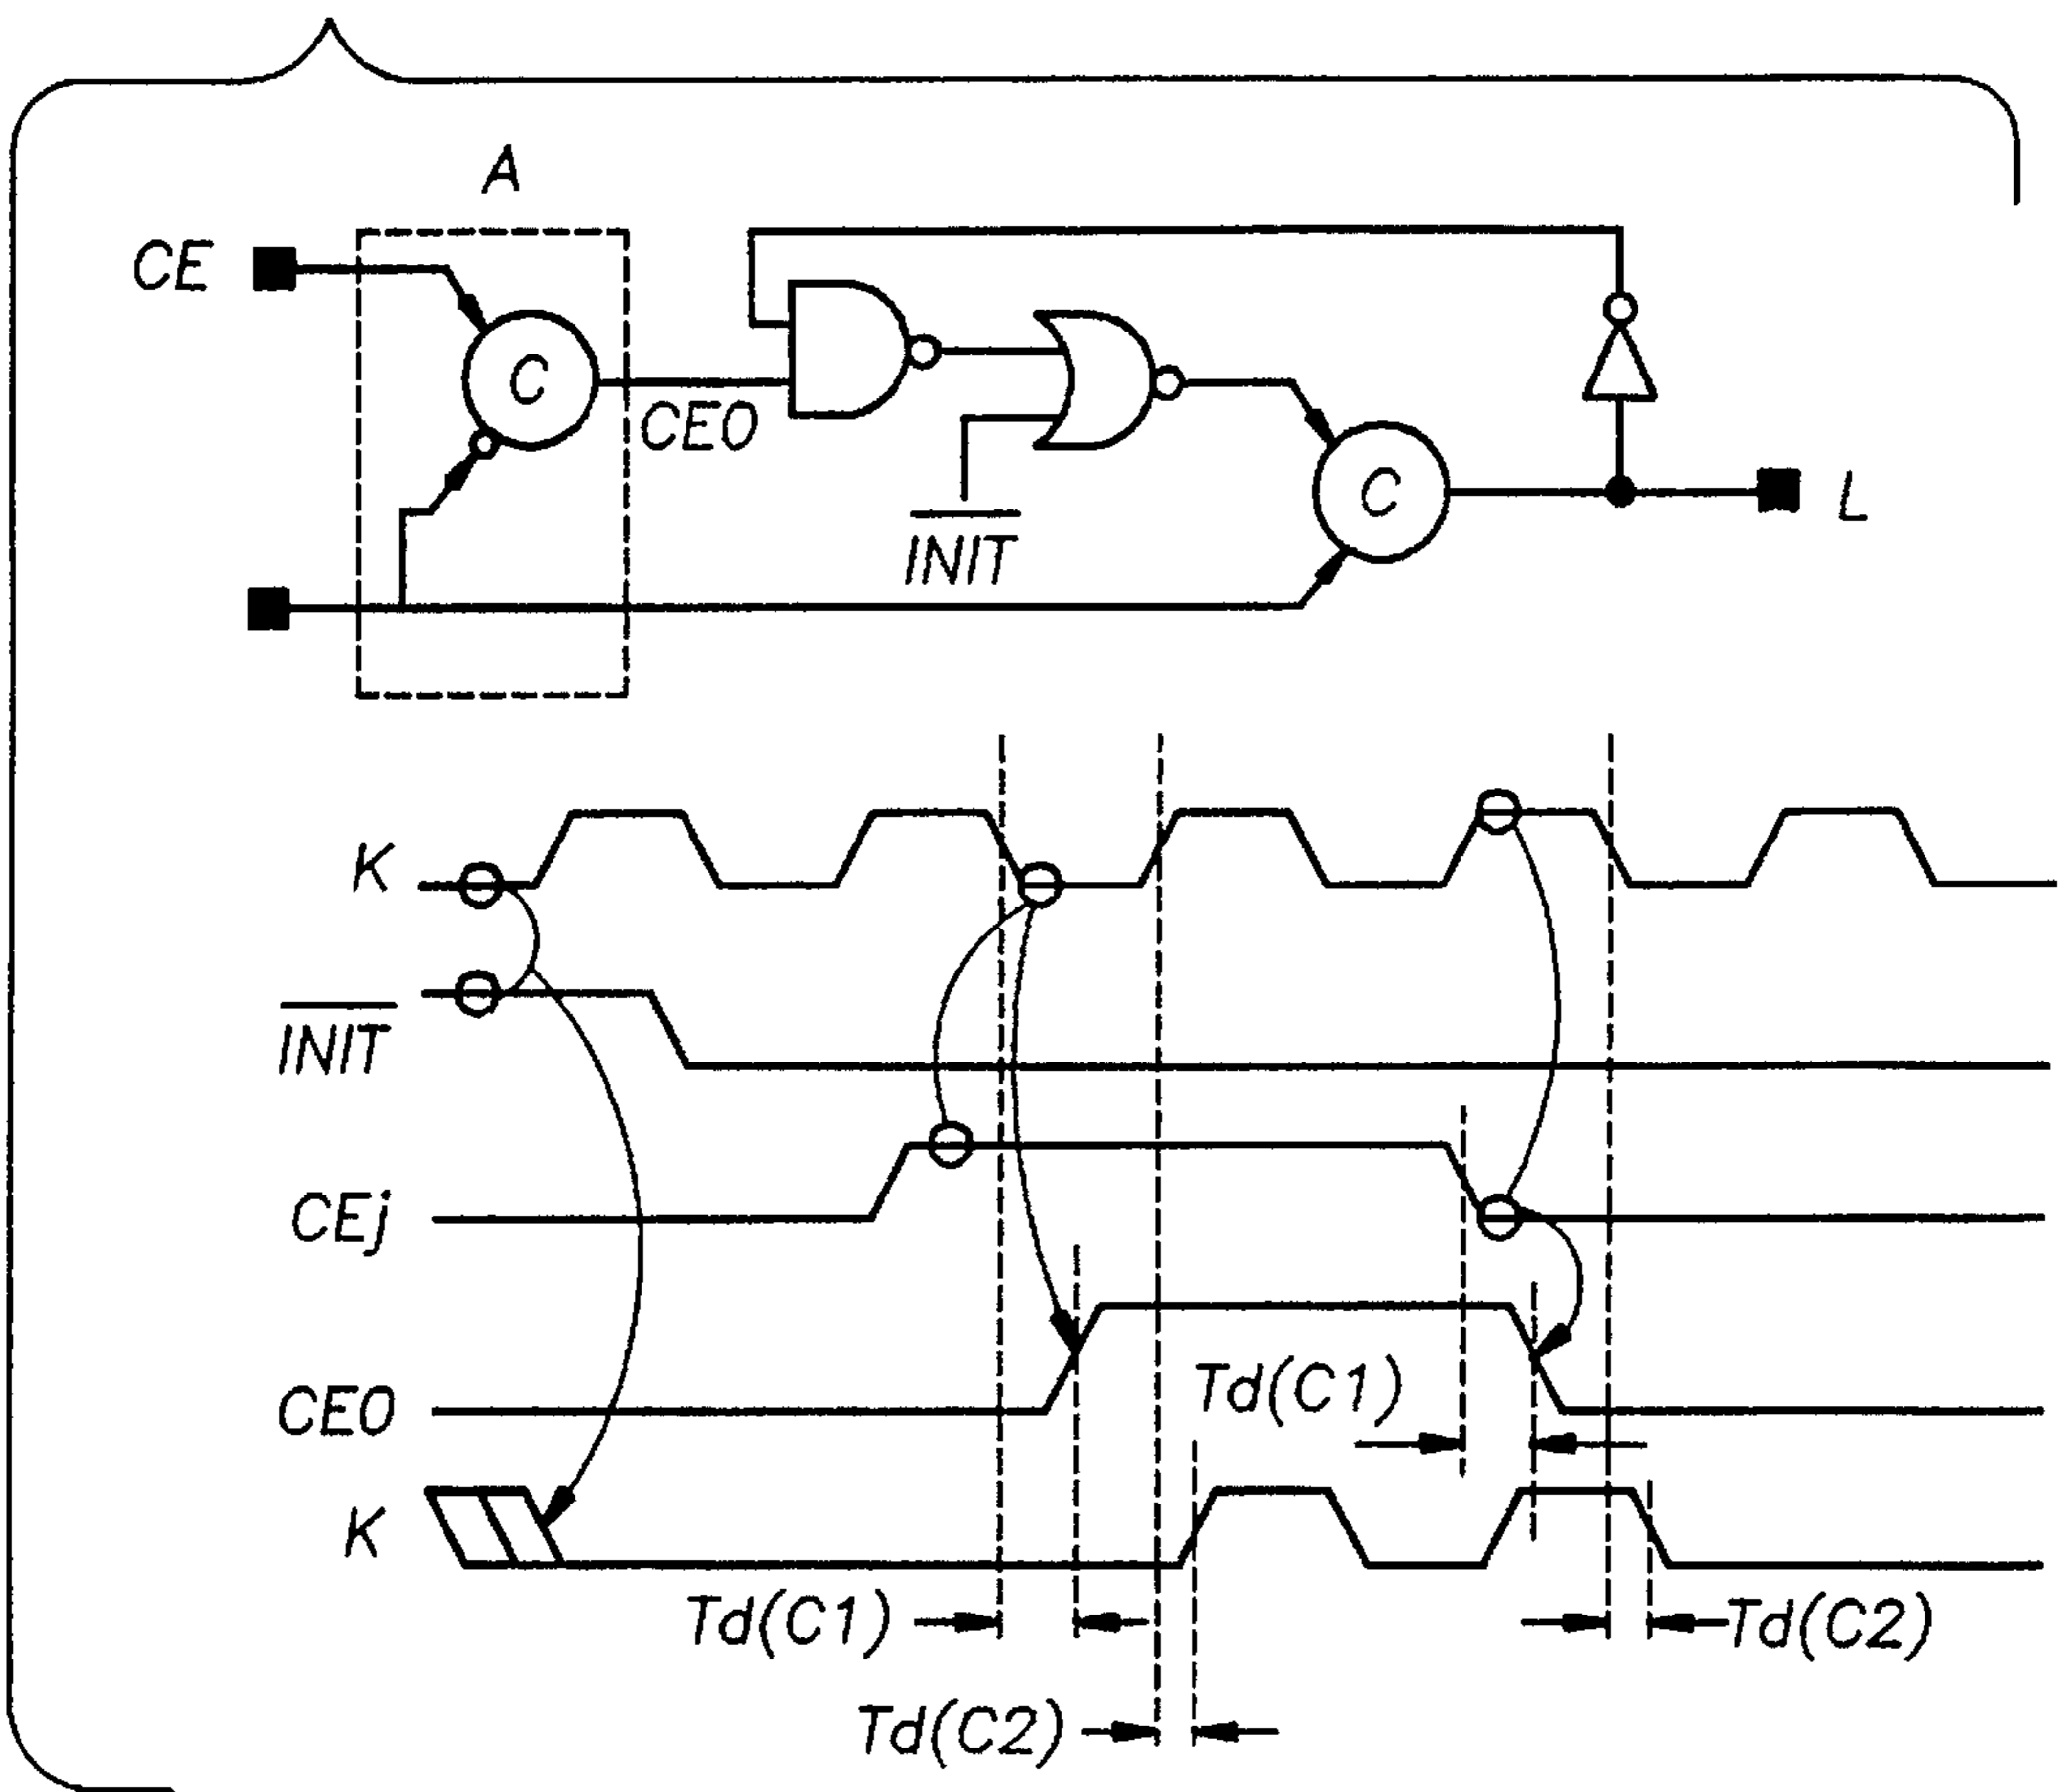 A
CE
C
CEO
C
L
INIT
K
INIT
CEj
CEO
Td(C1)
K
Td(C1)
Td(C2)
Td(C2)